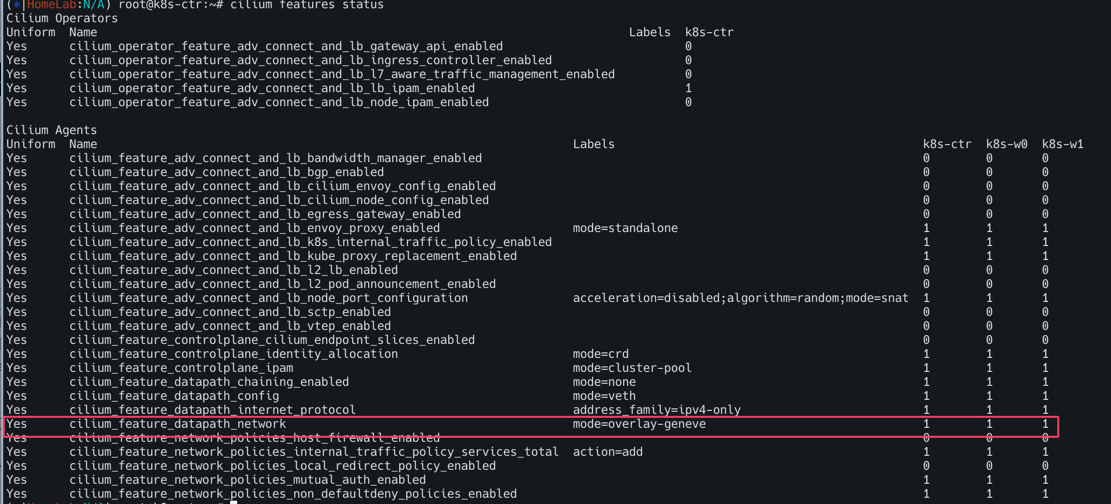 (⎈|HomeLab:N/A) root@k8s-ctr:~# cilium features status
Cilium Operators
Uniform Name Labels k8s-ctr
Yes cilium_operator_feature_adv_connect_and_lb_gateway_api_enabled 0
Yes cilium_operator_feature_adv_connect_and_lb_ingress_controller_enabled 0
Yes cilium_operator_feature_adv_connect_and_lb_l7_aware_traffic_management_enabled 0
Yes cilium_operator_feature_adv_connect_and_lb_lb_ipam_enabled 1
Yes cilium_operator_feature_adv_connect_and_lb_node_ipam_enabled 0
Cilium Agents
Uniform Name Labels k8s-ctr k8s-w0 k8s-w1
Yes cilium_feature_adv_connect_and_lb_bandwidth_manager_enabled 0 0 0
Yes cilium_feature_adv_connect_and_lb_bgp_enabled 0 0 0
Yes cilium_feature_adv_connect_and_lb_cilium_envoy_config_enabled 0 0 0
Yes cilium_feature_adv_connect_and_lb_cilium_node_config_enabled 0 0 0
Yes cilium_feature_adv_connect_and_lb_egress_gateway_enabled 0 0 0
Yes cilium_feature_adv_connect_and_lb_envoy_proxy_enabled mode=standalone 1 1 1
Yes cilium_feature_adv_connect_and_lb_k8s_internal_traffic_policy_enabled 1 1 1
Yes cilium_feature_adv_connect_and_lb_kube_proxy_replacement_enabled 1 1 1
Yes cilium_feature_adv_connect_and_lb_l2_lb_enabled 0 0 0
Yes cilium_feature_adv_connect_and_lb_l2_pod_announcement_enabled 0 0 0
Yes cilium_feature_adv_connect_and_lb_node_port_configuration acceleration=disabled;algorithm=random;mode=snat 1 1 1
Yes cilium_feature_adv_connect_and_lb_sctp_enabled 0 0 0
Yes cilium_feature_adv_connect_and_lb_vtep_enabled 0 0 0
Yes cilium_feature_controlplane_cilium_endpoint_slices_enabled 0 0 0
Yes cilium_feature_controlplane_identity_allocation mode=crd 1 1 1
Yes cilium_feature_controlplane_ipam mode=cluster-pool 1 1 1
Yes cilium_feature_datapath_chaining_enabled mode=none 1 1 1
Yes cilium_feature_datapath_config mode=veth 1 1 1
Yes cilium_feature_datapath_internet_protocol address_family=ipv4-only 1 1 1
Yes cilium_feature_datapath_network mode=overlay-geneve 1 1 1
Yes cilium_feature_network_policies_host_firewall_enabled 0 0 0
Yes cilium_feature_network_policies_internal_traffic_policy_services_total action=add 1 1 1
Yes cilium_feature_network_policies_local_redirect_policy_enabled 0 0 0
Yes cilium_feature_network_policies_mutual_auth_enabled 1 1 1
Yes cilium_feature_network_policies_non_defaultdeny_policies_enabled 1 1 1